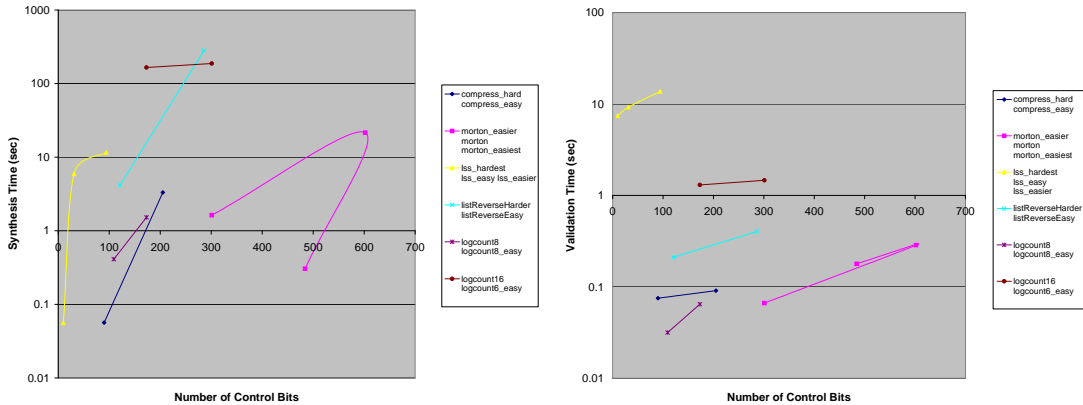 1000
100
10
1
0.1
0.01
0 100 200 300 400 500 600 700
Number of Control Bits
Synthesis Time (sec)
compress_hard
compress_easy
morton_easier
morton
morton_easiest
lss_hardest
lss_easy lss_easier
listReverseHarder
listReverseEasy
logcount8
logcount8_easy
logcount16
logcount6_easy
100
10
1
0.1
0.01
0 100 200 300 400 500 600 700
Number of Control Bits
Validation Time (sec)
compress_hard
compress_easy
morton_easier
morton
morton_easiest
lss_hardest
lss_easy
lss_easier
listReverseHarder
listReverseEasy
logcount8
logcount8_easy
logcount16
logcount6_easy